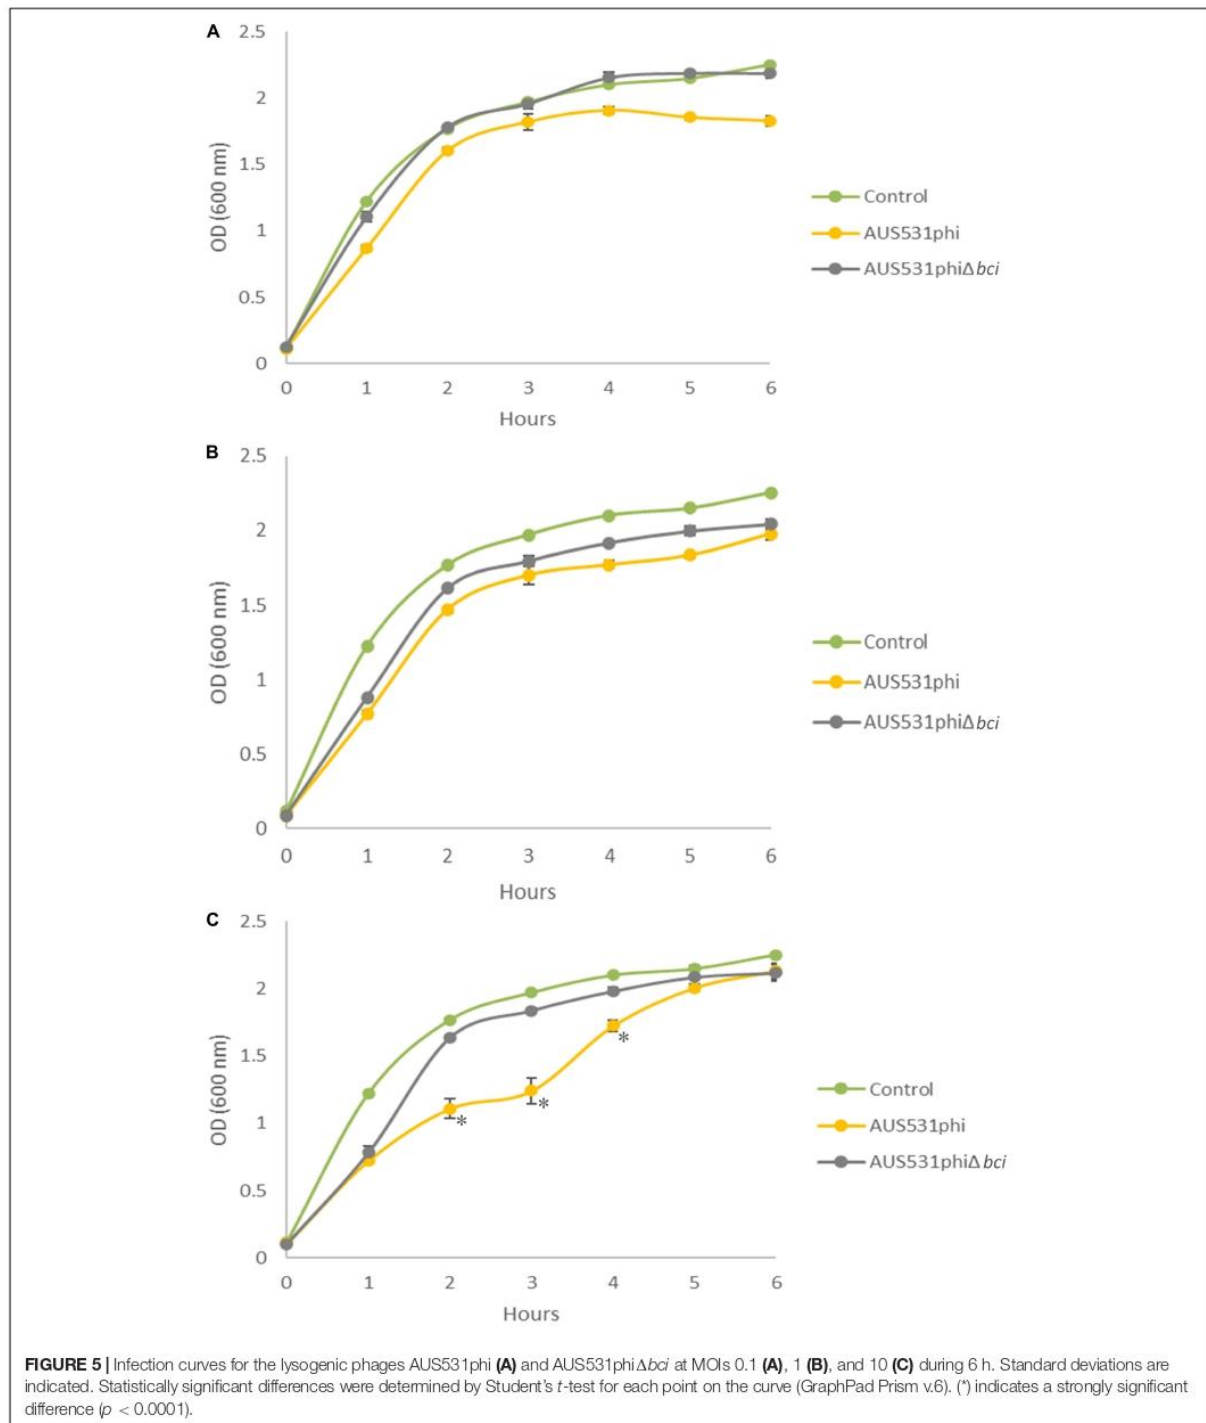 A
2.5
2
1.5
1
0.5
0
OD (600 nm)
0 1 2 3 4 5 6
Hours
Control
AUS531phi
AUS531phiΔbci
B
2.5
2
1.5
1
0.5
0
OD (600 nm)
0 1 2 3 4 5 6
Hours
Control
AUS531phi
AUS531phiΔbci
C
2.5
2
1.5
1
0.5
0
OD (600 nm)
*
*
*
0 1 2 3 4 5 6
Hours
Control
AUS531phi
AUS531phiΔbci
FIGURE 5 | Infection curves for the lysogenic phages AUS531phi (A) and AUS531phiΔbci at MOIs 0.1 (A), 1 (B), and 10 (C) during 6 h. Standard deviations are
indicated. Statistically significant differences were determined by Student's t-test for each point on the curve (GraphPad Prism v.6). (*) indicates a strongly significant
difference (p < 0.0001).